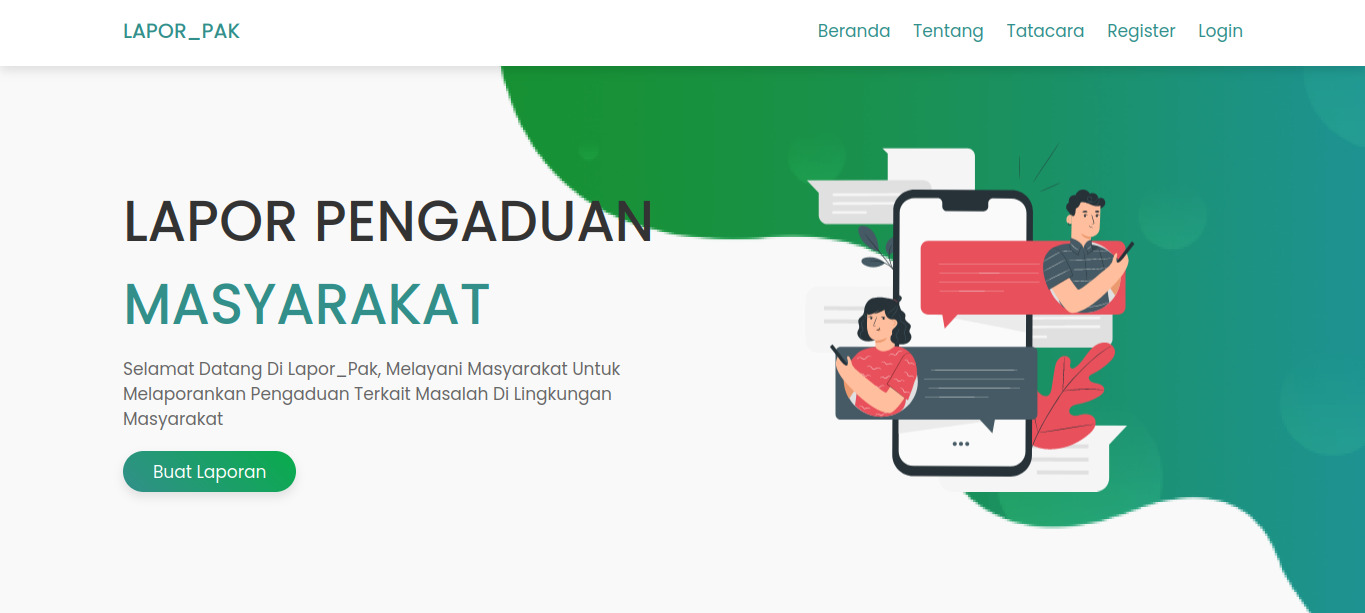 LAPOR_PAK
Beranda Tentang Tatacara Register Login
LAPOR PENGADUAN
MASYARAKAT
Selamat Datang Di Lapor_Pak, Melayani Masyarakat Untuk
Melaporankan Pengaduan Terkait Masalah Di Lingkungan
Masyarakat
Buat Laporan